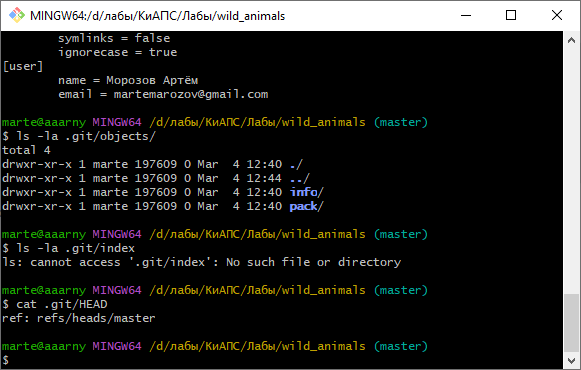 MINGW64:/d/лабы/КиАПС/Лабы/wild_animals
symlinks = false
ignorecase = true
[user]
name = Морозов Артём
email = martemarozov@gmail.com
marte@aaarny MINGW64 /d/лабы/КиАПС/Лабы/wild_animals (master)
$ ls -la .git/objects/
total 4
drwxr-xr-x 1 marte 197609 0 Mar  4 12:40 ./
drwxr-xr-x 1 marte 197609 0 Mar  4 12:44 ../
drwxr-xr-x 1 marte 197609 0 Mar  4 12:40 info/
drwxr-xr-x 1 marte 197609 0 Mar  4 12:40 pack/
marte@aaarny MINGW64 /d/лабы/КиАПС/Лабы/wild_animals (master)
$ ls -la .git/index
ls: cannot access '.git/index': No such file or directory
marte@aaarny MINGW64 /d/лабы/КиАПС/Лабы/wild_animals (master)
$ cat .git/HEAD
ref: refs/heads/master
marte@aaarny MINGW64 /d/лабы/КиАПС/Лабы/wild_animals (master)
$